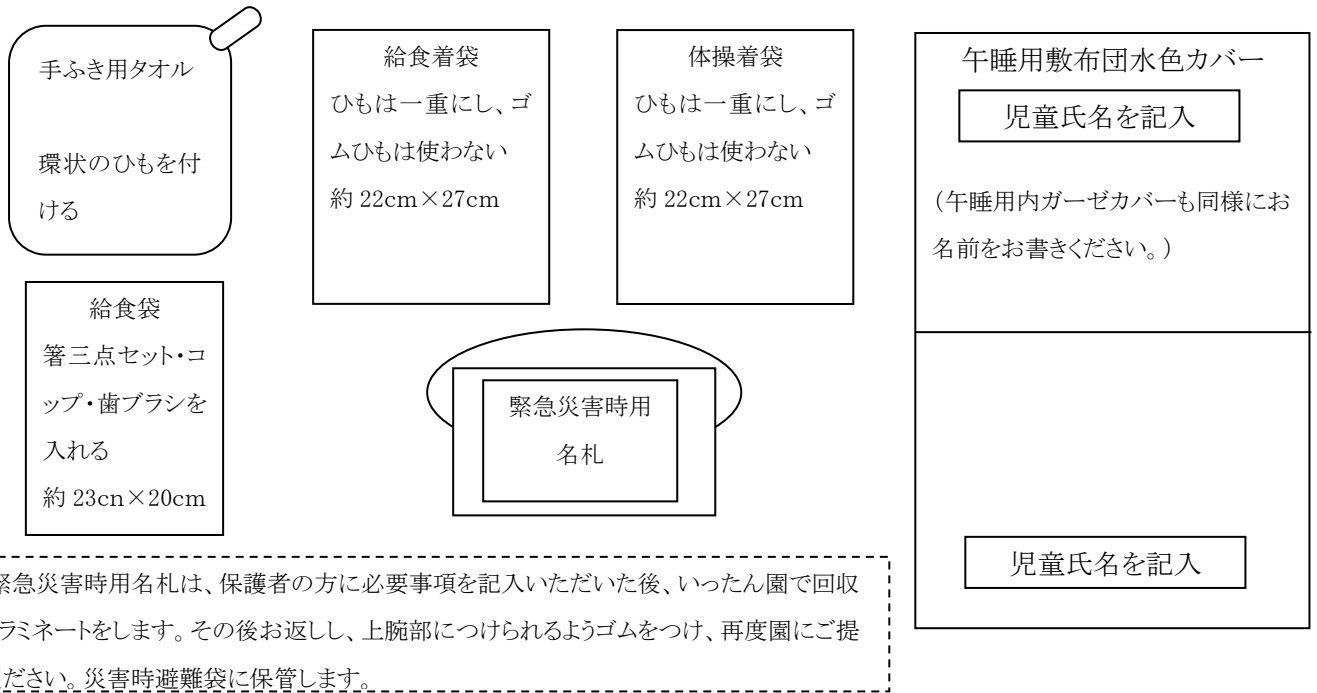 手ふき用タオル
環状のひもを付
ける
給食着袋
ひもは一重にし、ゴ
ムひもは使わない
約 22cm×27cm
体操着袋
ひもは一重にし、ゴ
ムひもは使わない
約 22cm×27cm
午睡用敷布団水色カバー
児童氏名を記入
（午睡用内ガーゼカバーも同様にお
名前をお書きください。）
児童氏名を記入
給食袋
箸三点セット・コ
ップ・歯ブラシを
入れる
約 23cn×20cm
緊急災害時用
名札
緊急災害時用名札は、保護者の方に必要事項を記入いただいた後、いったん園で回収
ラミネートをします。その後お返しし、上腕部につけられるようゴムをつけ、再度園にご提
ださい。災害時避難袋に保管します。